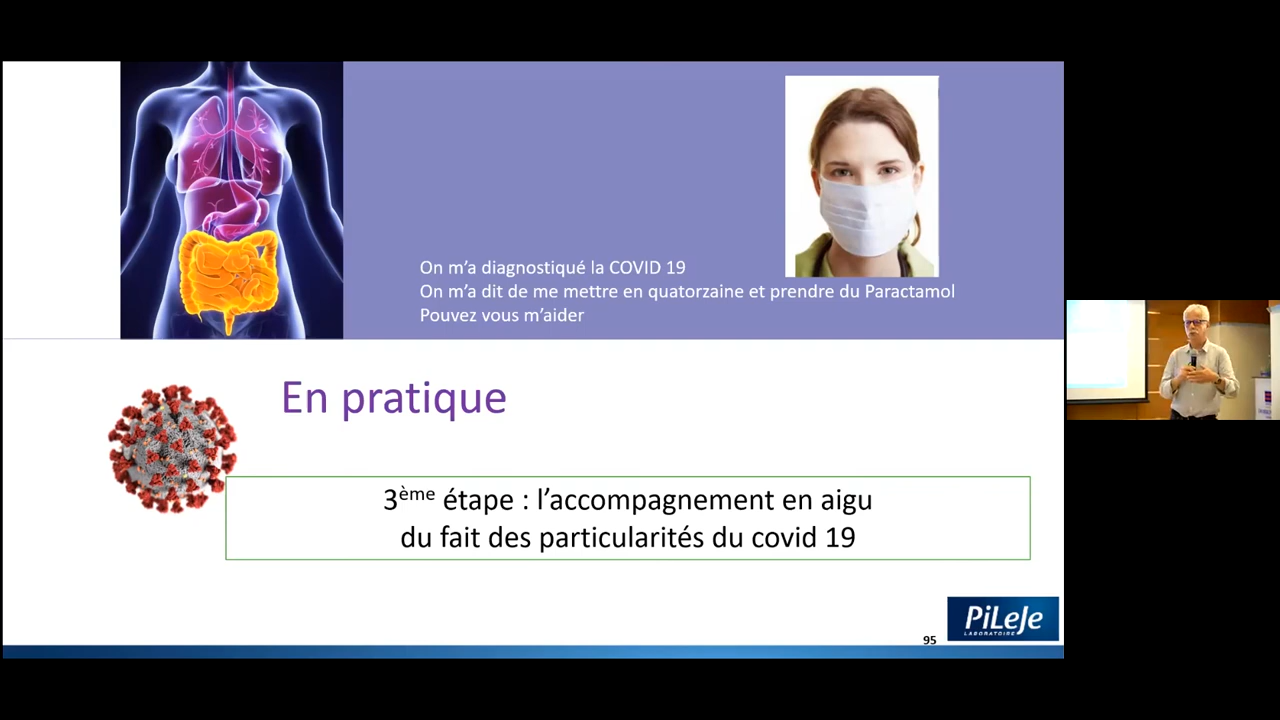 On m'a diagnostiqué la COVID 19
On m'a dit de me mettre en quatorzaine et prendre du Paractamol
Pouvez vous m'aider
En pratique
3ème étape : l'accompagnement en aigu
du fait des particularités du covid 19
PiLeJe
LABORATOIRE
95